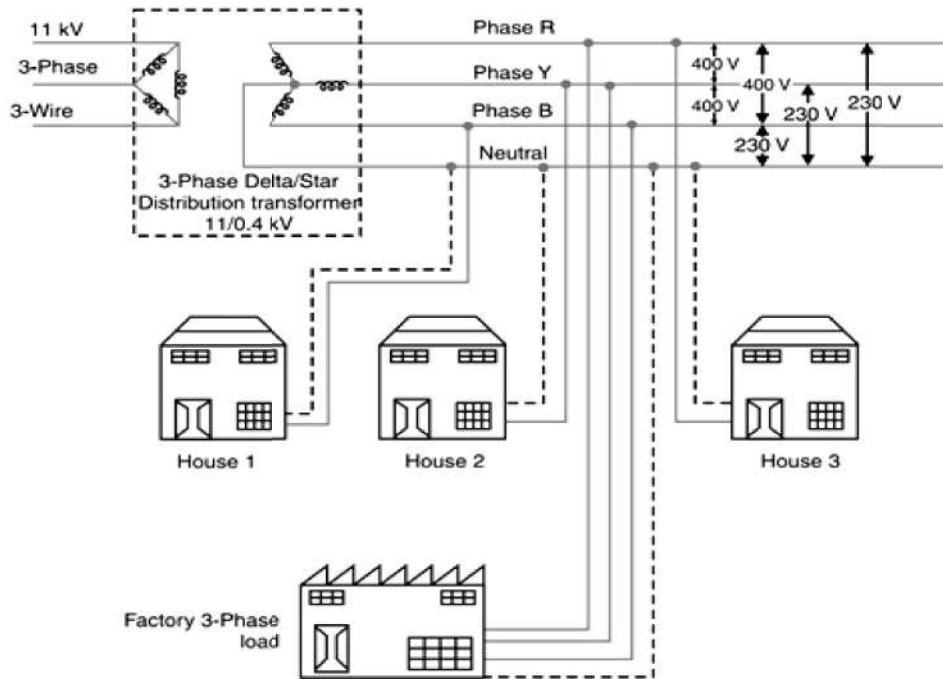 11 kV
3-Phase
3-Wire
3-Phase Delta/Star
Distribution transformer
11/0.4 kV
Phase R
Phase Y
Phase B
Neutral
400 V
400 V
400 V
230 V
230 V
230 V
House 1
House 2
House 3
Factory 3-Phase
load